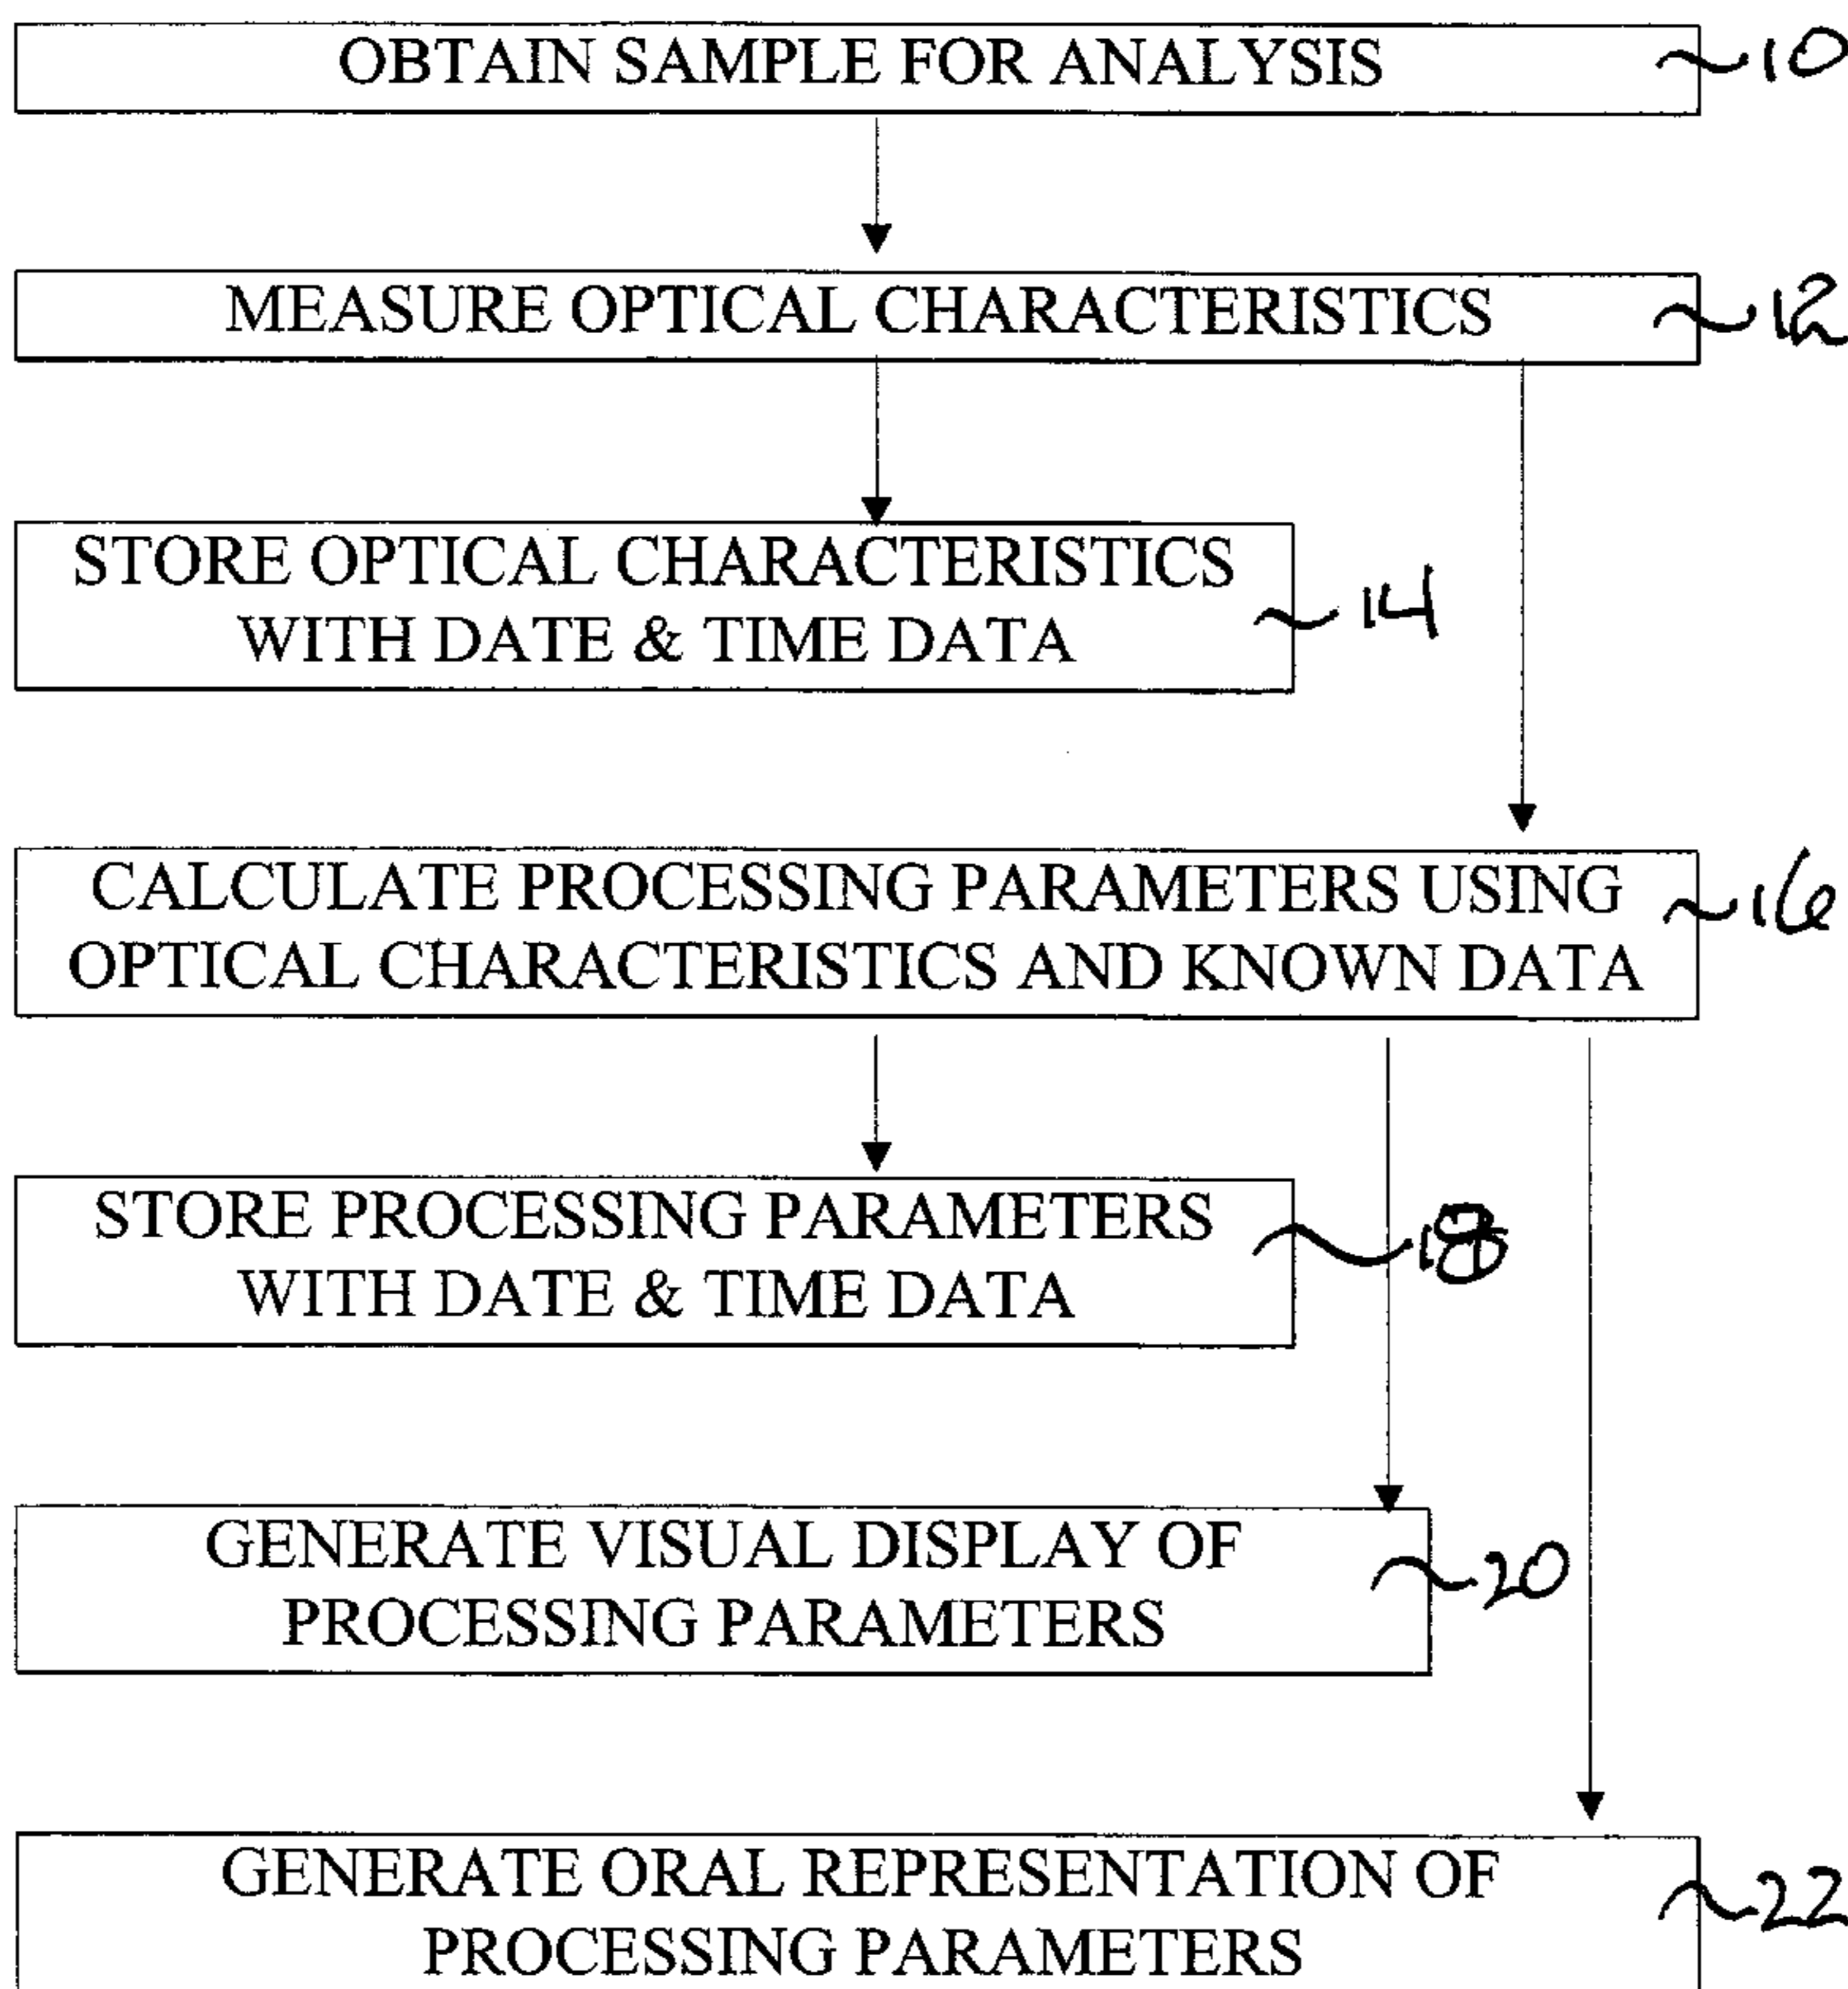 OBTAIN SAMPLE FOR ANALYSIS ~10
MEASURE OPTICAL CHARACTERISTICS ~12
STORE OPTICAL CHARACTERISTICS
WITH DATE & TIME DATA ~14
CALCULATE PROCESSING PARAMETERS USING ~16
OPTICAL CHARACTERISTICS AND KNOWN DATA
STORE PROCESSING PARAMETERS ~18
WITH DATE & TIME DATA
GENERATE VISUAL DISPLAY OF ~20
PROCESSING PARAMETERS
GENERATE ORAL REPRESENTATION OF ~22
PROCESSING PARAMETERS